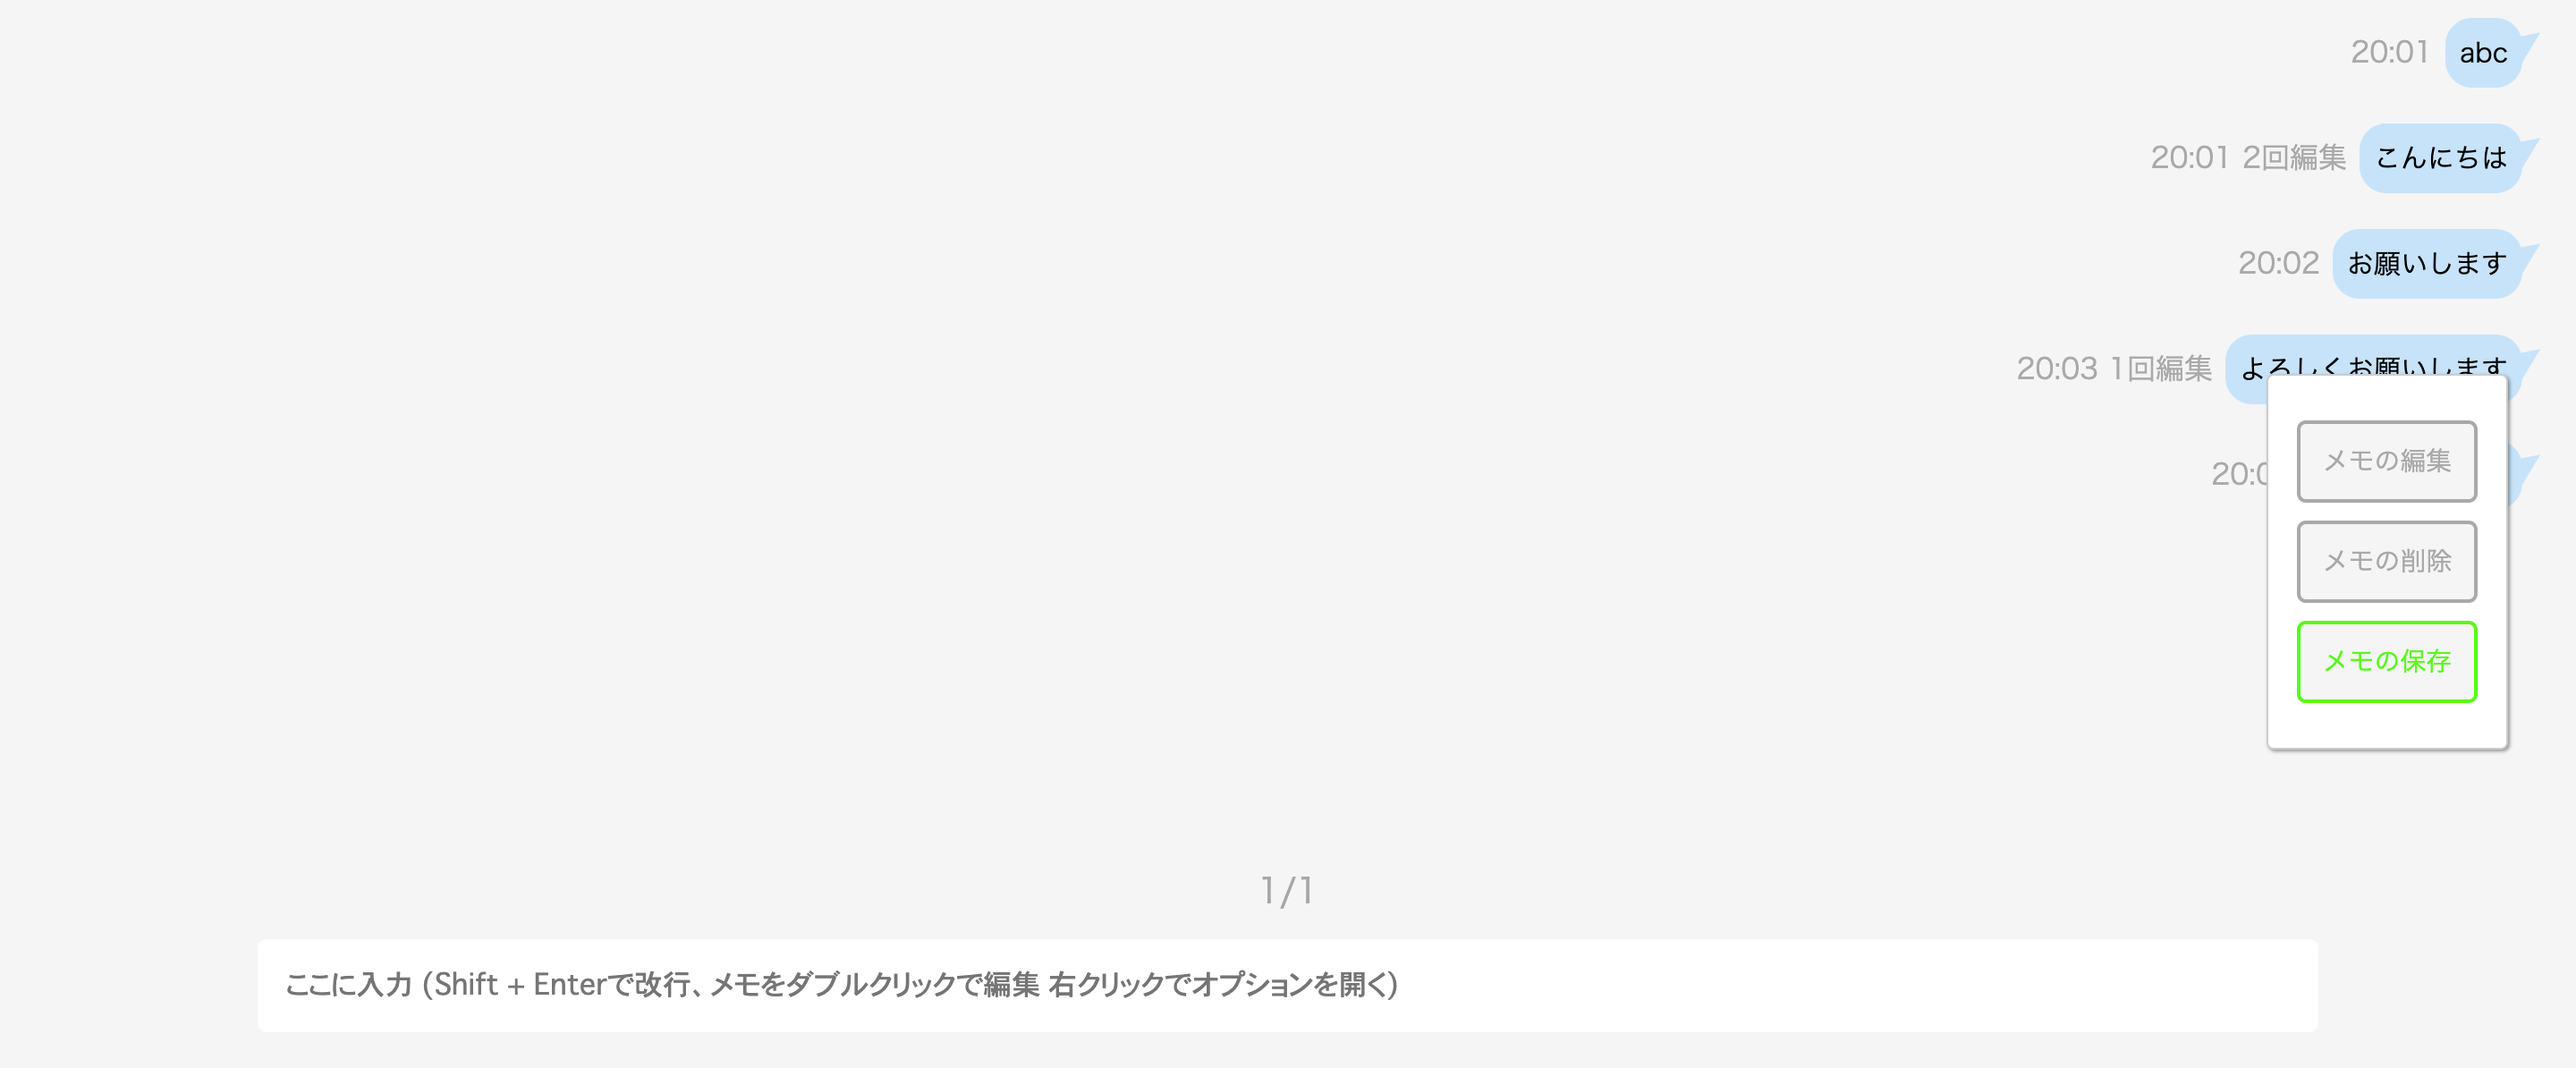 20:01 abc
20:01 2回編集 こんにちは
20:02 お願いします
20:03 1回編集 よろしくお願いします
メモの編集
メモの削除
メモの保存
1/1
ここに入力 (Shift + Enterで改行、メモをダブルクリックで編集 右クリックでオプションを開く)